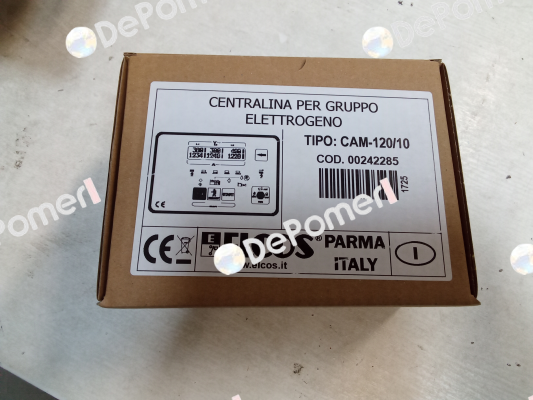 CENTRALINA PER GRUPPO
ELETTROGENO
TIPO: CAM-120/10
COD. 00242285
1725
CE
CE
ELCOS® PARMA
ITALY
I
www.elcos.it
DePomeri
DePomeri
DePomeri